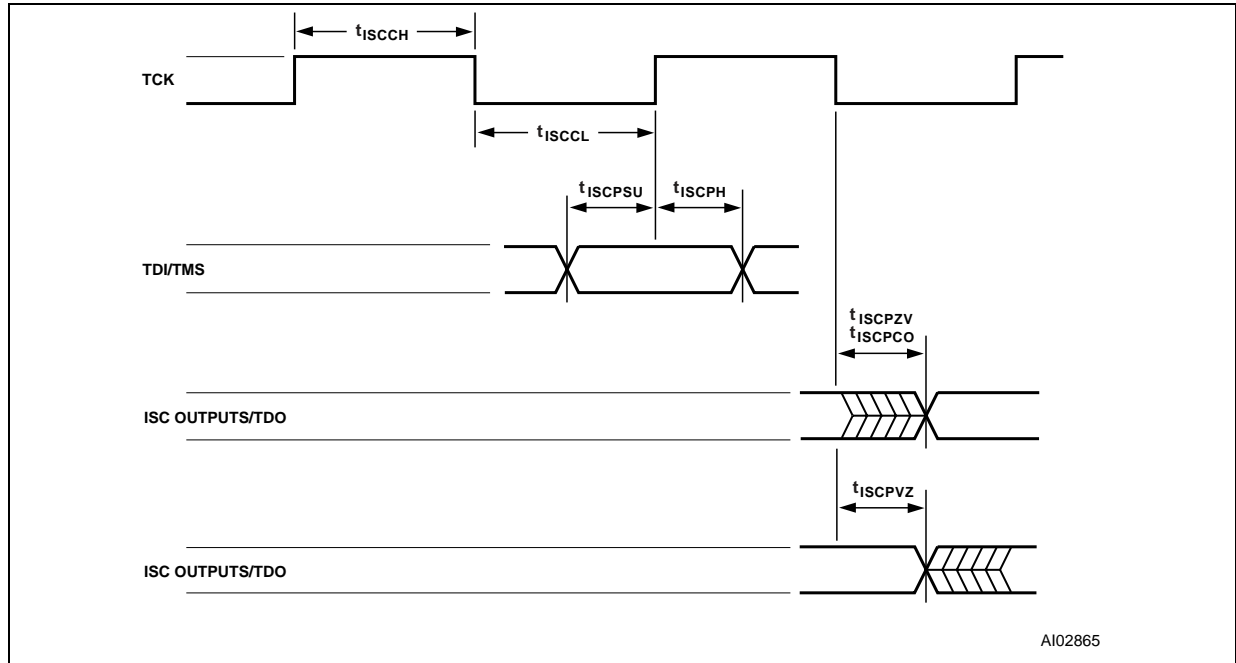 tISCCH
TCK
tISCCL
tISCPSU
tISCPH
TDI/TMS
tISCPZV
tISCPCO
ISC OUTPUTS/TDO
tISCPVZ
ISC OUTPUTS/TDO
AI02865